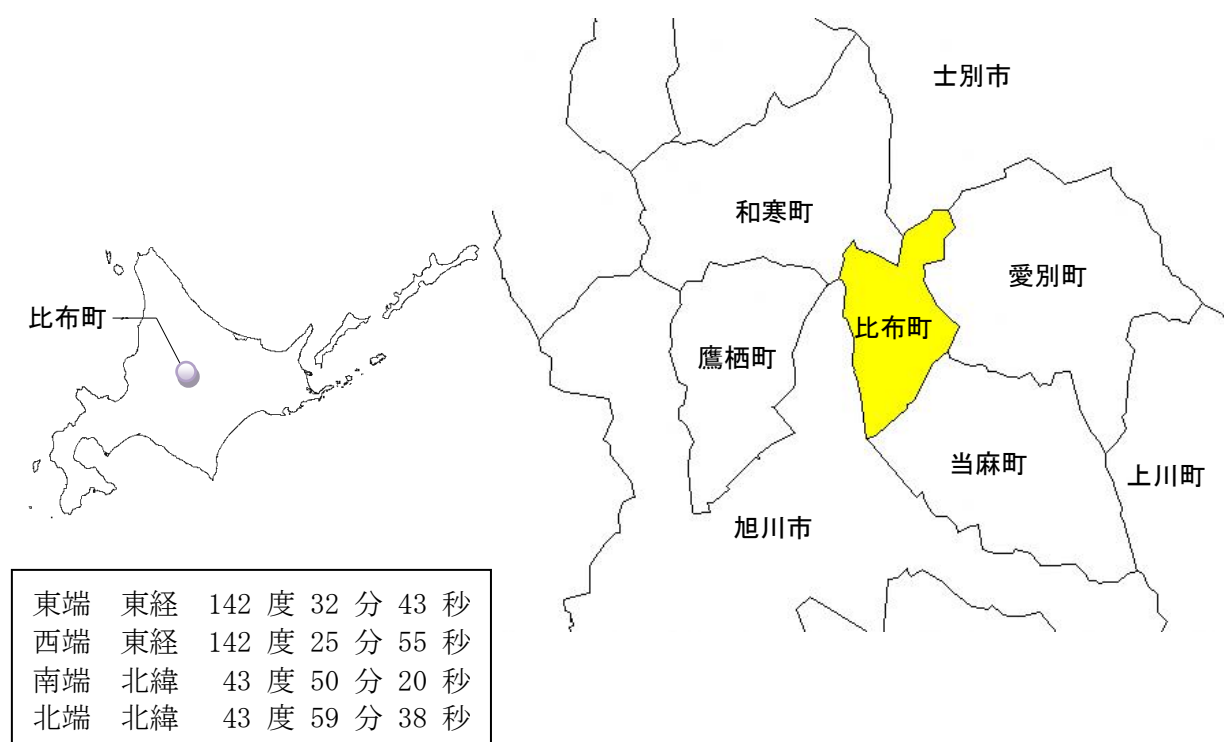 士別市
和寒町
愛別町
比布町
比布町
鷹栖町
当麻町
上川町
旭川市
東端 東経 142 度 32 分 43 秒
西端 東経 142 度 25 分 55 秒
南端 北緯 43 度 50 分 20 秒
北端 北緯 43 度 59 分 38 秒